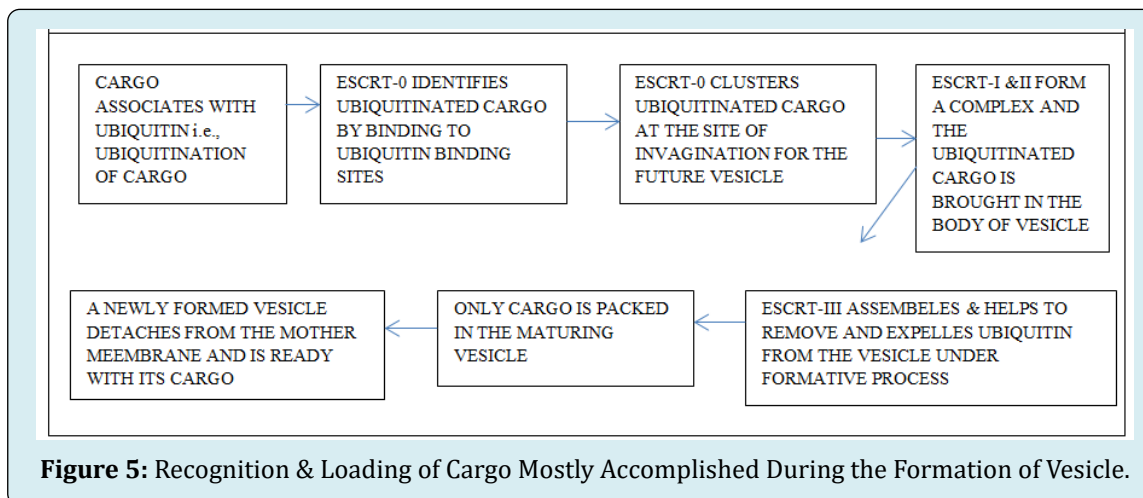 CARGO
ASSOCIATES WITH
UBIQUITIN i.e.,
UBIQUITINATION
OF CARGO
ESCRT-0 IDENTIFIES
UBIQUITINATED CARGO
BY BINDING TO
UBIQUITIN BINDING
SITES
ESCRT-0 CLUSTERS
UBIQUITINATED CARGO
AT THE SITE OF
INVAGINATION FOR THE
FUTURE VESICLE
ESCRT-I &II FORM
A COMPLEX AND
THE
UBIQUITINATED
CARGO IS
BROUGHT IN THE
BODY OF VESICLE
A NEWLY FORMED VESICLE
DETACHES FROM THE MOTHER
MEEMBRANE AND IS READY
WITH ITS CARGO
ONLY CARGO IS PACKED
IN THE MATURING
VESICLE
ESCRT-III ASSEMBELES & HELPS TO
REMOVE AND EXPELLES UBIQUITIN
FROM THE VESICLE UNDER
FORMATIVE PROCESS
Figure 5: Recognition & Loading of Cargo Mostly Accomplished During the Formation of Vesicle.